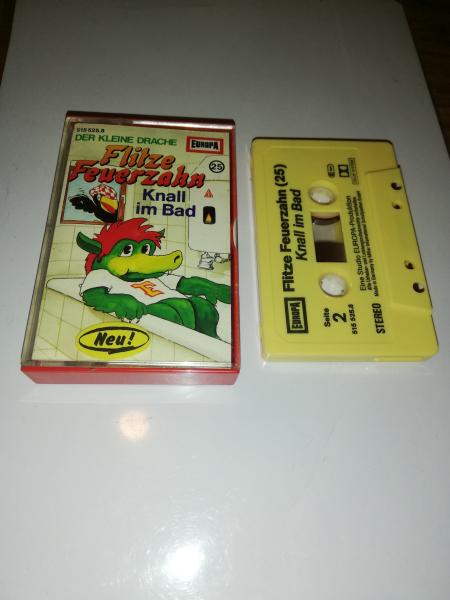 515 525.8
DER KLEINE DRACHE
EUROPA
Flitze
Feuerzahn
25
Knall
im Bad
Neu!
EUROPA
Flitze Feuerzahn (25)
Knall im Bad
Seite
2
515 525.8
Eine Studio EUROPA-Produktion
STEREO